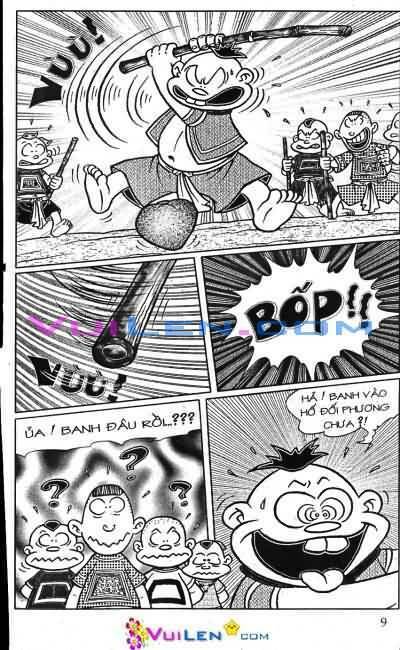 VÙÙ!
VÙÙ!
BỐP!!
VuiLen.com
ỦA! BANH ĐÂU RỒI...???
?
?
?
?
HẢ! BANH VÀO
HỐ ĐỐI PHƯƠNG
CHƯA?!
9
VuiLen.com